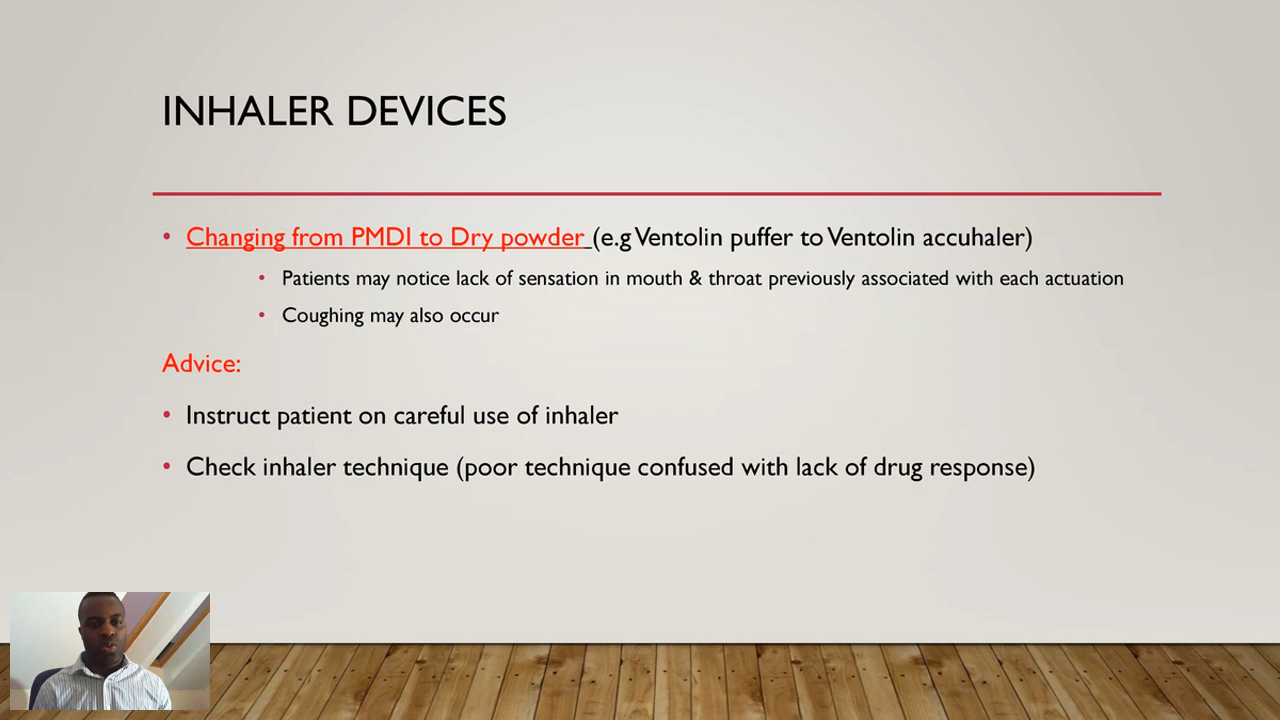 INHALER DEVICES
• Changing from PMDI to Dry powder (e.g Ventolin puffer to Ventolin accuhaler)
• Patients may notice lack of sensation in mouth & throat previously associated with each actuation
• Coughing may also occur
Advice:
• Instruct patient on careful use of inhaler
• Check inhaler technique (poor technique confused with lack of drug response)